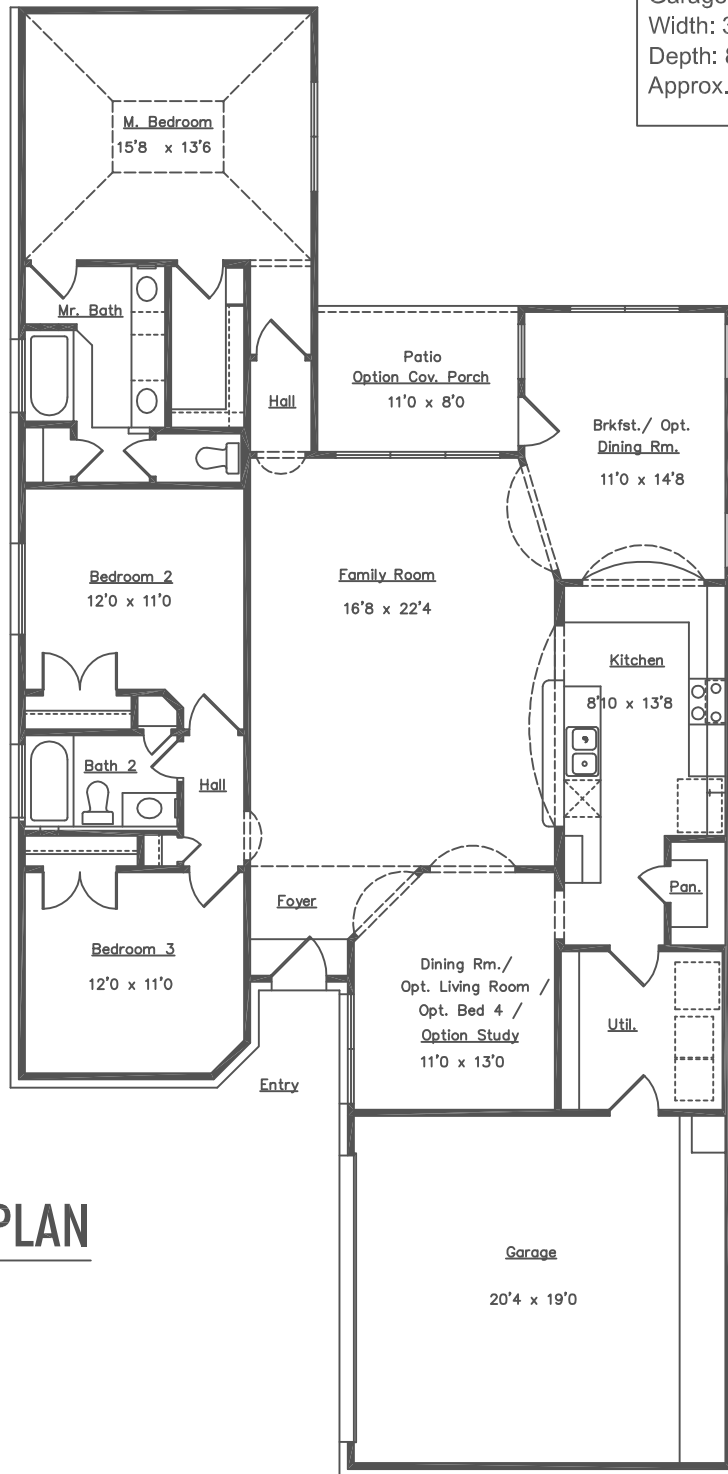 Garage
Width: 3
Depth: 8
Approx.
M. Bedroom
15'8 x 13'6
Mr. Bath
Hall
Patio
Option Cov. Porch
11'0 x 8'0
Brkfst./ Opt.
Dining Rm.
11'0 x 14'8
Bedroom 2
12'0 x 11'0
Family Room
16'8 x 22'4
Kitchen
8'10 x 13'8
Bath 2
Hall
Pan.
Foyer
Bedroom 3
12'0 x 11'0
Dining Rm./
Opt. Living Room /
Opt. Bed 4 /
Option Study
11'0 x 13'0
Util.
Entry
PLAN
Garage
20'4 x 19'0